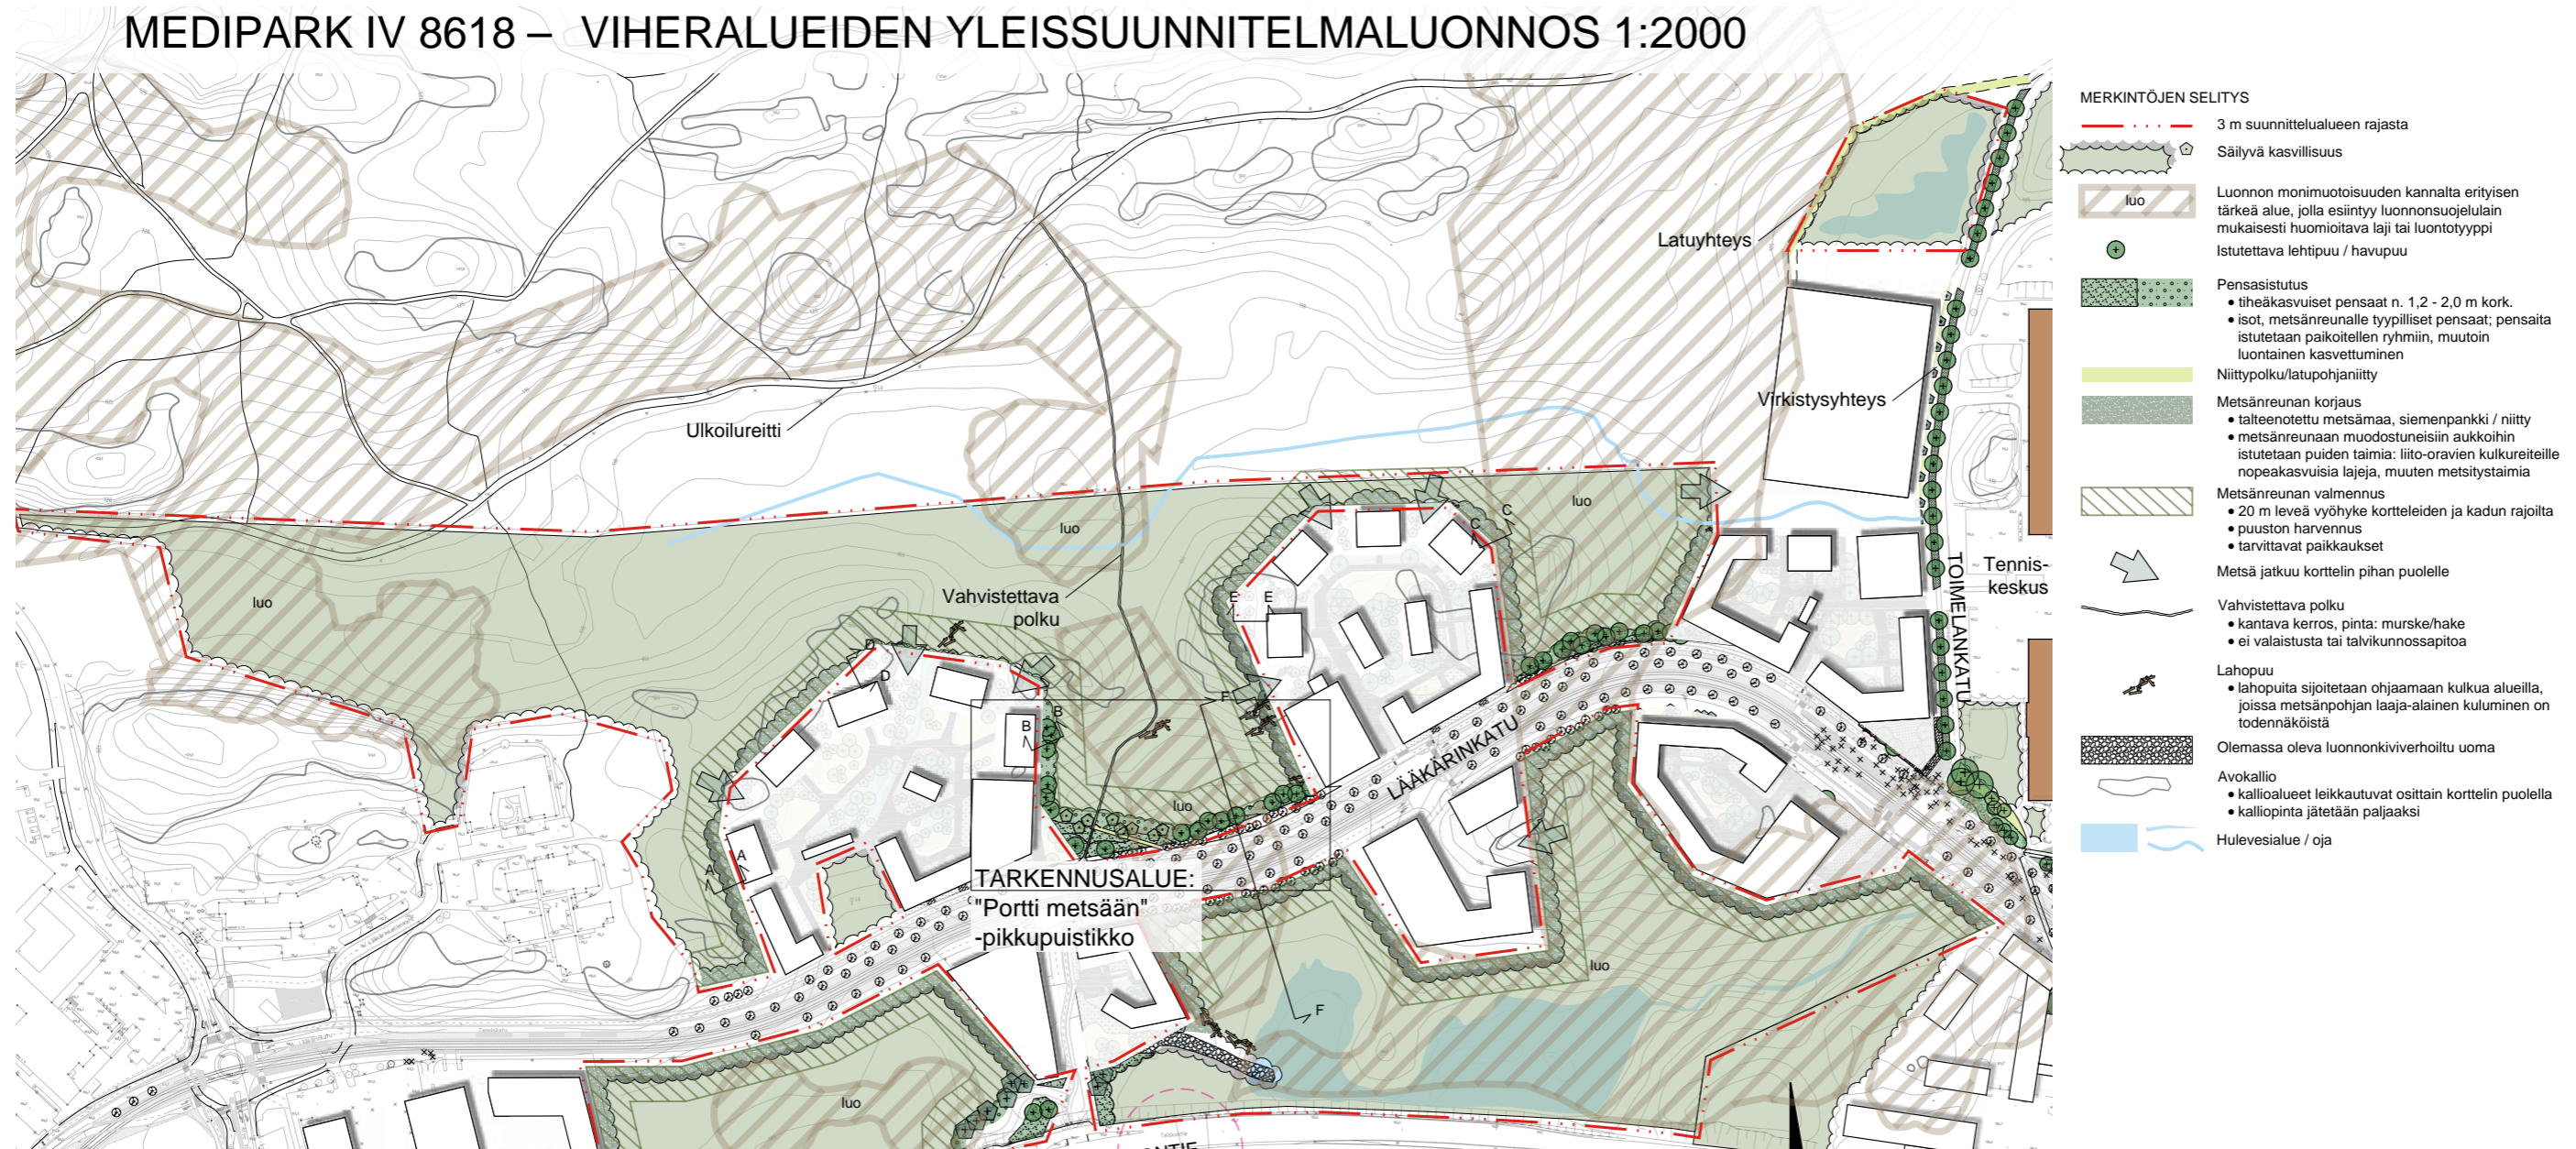 MEDIPARK IV 8618 – VIHERALUEIDEN YLEISSUUNNITELMALUONNOS 1:2000
Latuyhteys
Virkistysyhteys
Ulkoilureitti
luo
luo
luo
Vahvistettava
polku
Tennis-
keskus
TOIMELANKATU
C
C
E
E
D
D
B
B
F
LÄÄKÄRINKATU
luo
A
A
TARKENNUSALUE:
"Portti metsään"
-pikkupuistikko
luo
F
luo
MERKINTÖJEN SELITYS
3 m suunnittelualueen rajasta
Säilyvä kasvillisuus
luo
Luonnon monimuotoisuuden kannalta erityisen
tärkeä alue, jolla esiintyy luonnonsuojelulain
mukaisesti huomioitava laji tai luontotyyppi
Istutettava lehtipuu / havupuu
Pensasistutus
• tiheäkasvuiset pensaat n. 1,2 - 2,0 m kork.
• isot, metsänreunalle tyypilliset pensaat; pensaita
istutetaan paikoitellen ryhmiin, muutoin
luontainen kasvettuminen
Niittypolku/latupohjaniitty
Metsänreunan korjaus
• talteenotettu metsämaa, siemenpankki / niitty
• metsänreunaan muodostuneisiin aukkoihin
istutetaan puiden taimia: liito-oravien kulkureiteille
nopeakasvuisia lajeja, muuten metsitystaimia
Metsänreunan valmennus
• 20 m leveä vyöhyke kortteleiden ja kadun rajoilta
• puuston harvennus
• tarvittavat paikkaukset
Metsä jatkuu korttelin pihan puolelle
Vahvistettava polku
• kantava kerros, pinta: murske/hake
• ei valaistusta tai talvikunnossapitoa
Lahopuu
• lahopuita sijoitetaan ohjaamaan kulkua alueilla,
joissa metsänpohjan laaja-alainen kuluminen on
todennäköistä
Olemassa oleva luonnonkiviverhoiltu uoma
Avokallio
• kallioalueet leikkautuvat osittain korttelin puolella
• kalliopinta jätetään paljaaksi
Hulevesialue / oja